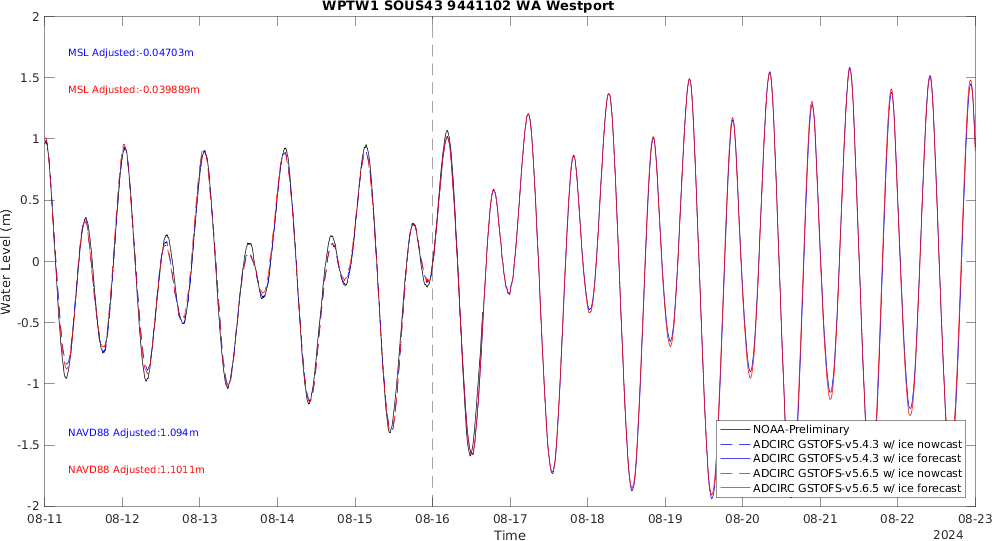 WPTW1 SOUS43 9441102 WA Westport
2
1.5
1
0.5
0
-0.5
-1
-1.5
-2
Water Level (m)
MSL Adjusted:-0.04703m
MSL Adjusted:-0.039889m
NAVD88 Adjusted:1.094m
NAVD88 Adjusted:1.1011m
NOAA-Preliminary
ADCIRC GSTOFS-v5.4.3 w/ ice nowcast
ADCIRC GSTOFS-v5.4.3 w/ ice forecast
ADCIRC GSTOFS-v5.6.5 w/ ice nowcast
ADCIRC GSTOFS-v5.6.5 w/ ice forecast
08-11 08-12 08-13 08-14 08-15 08-16 08-17 08-18 08-19 08-20 08-21 08-22 08-23
Time
2024